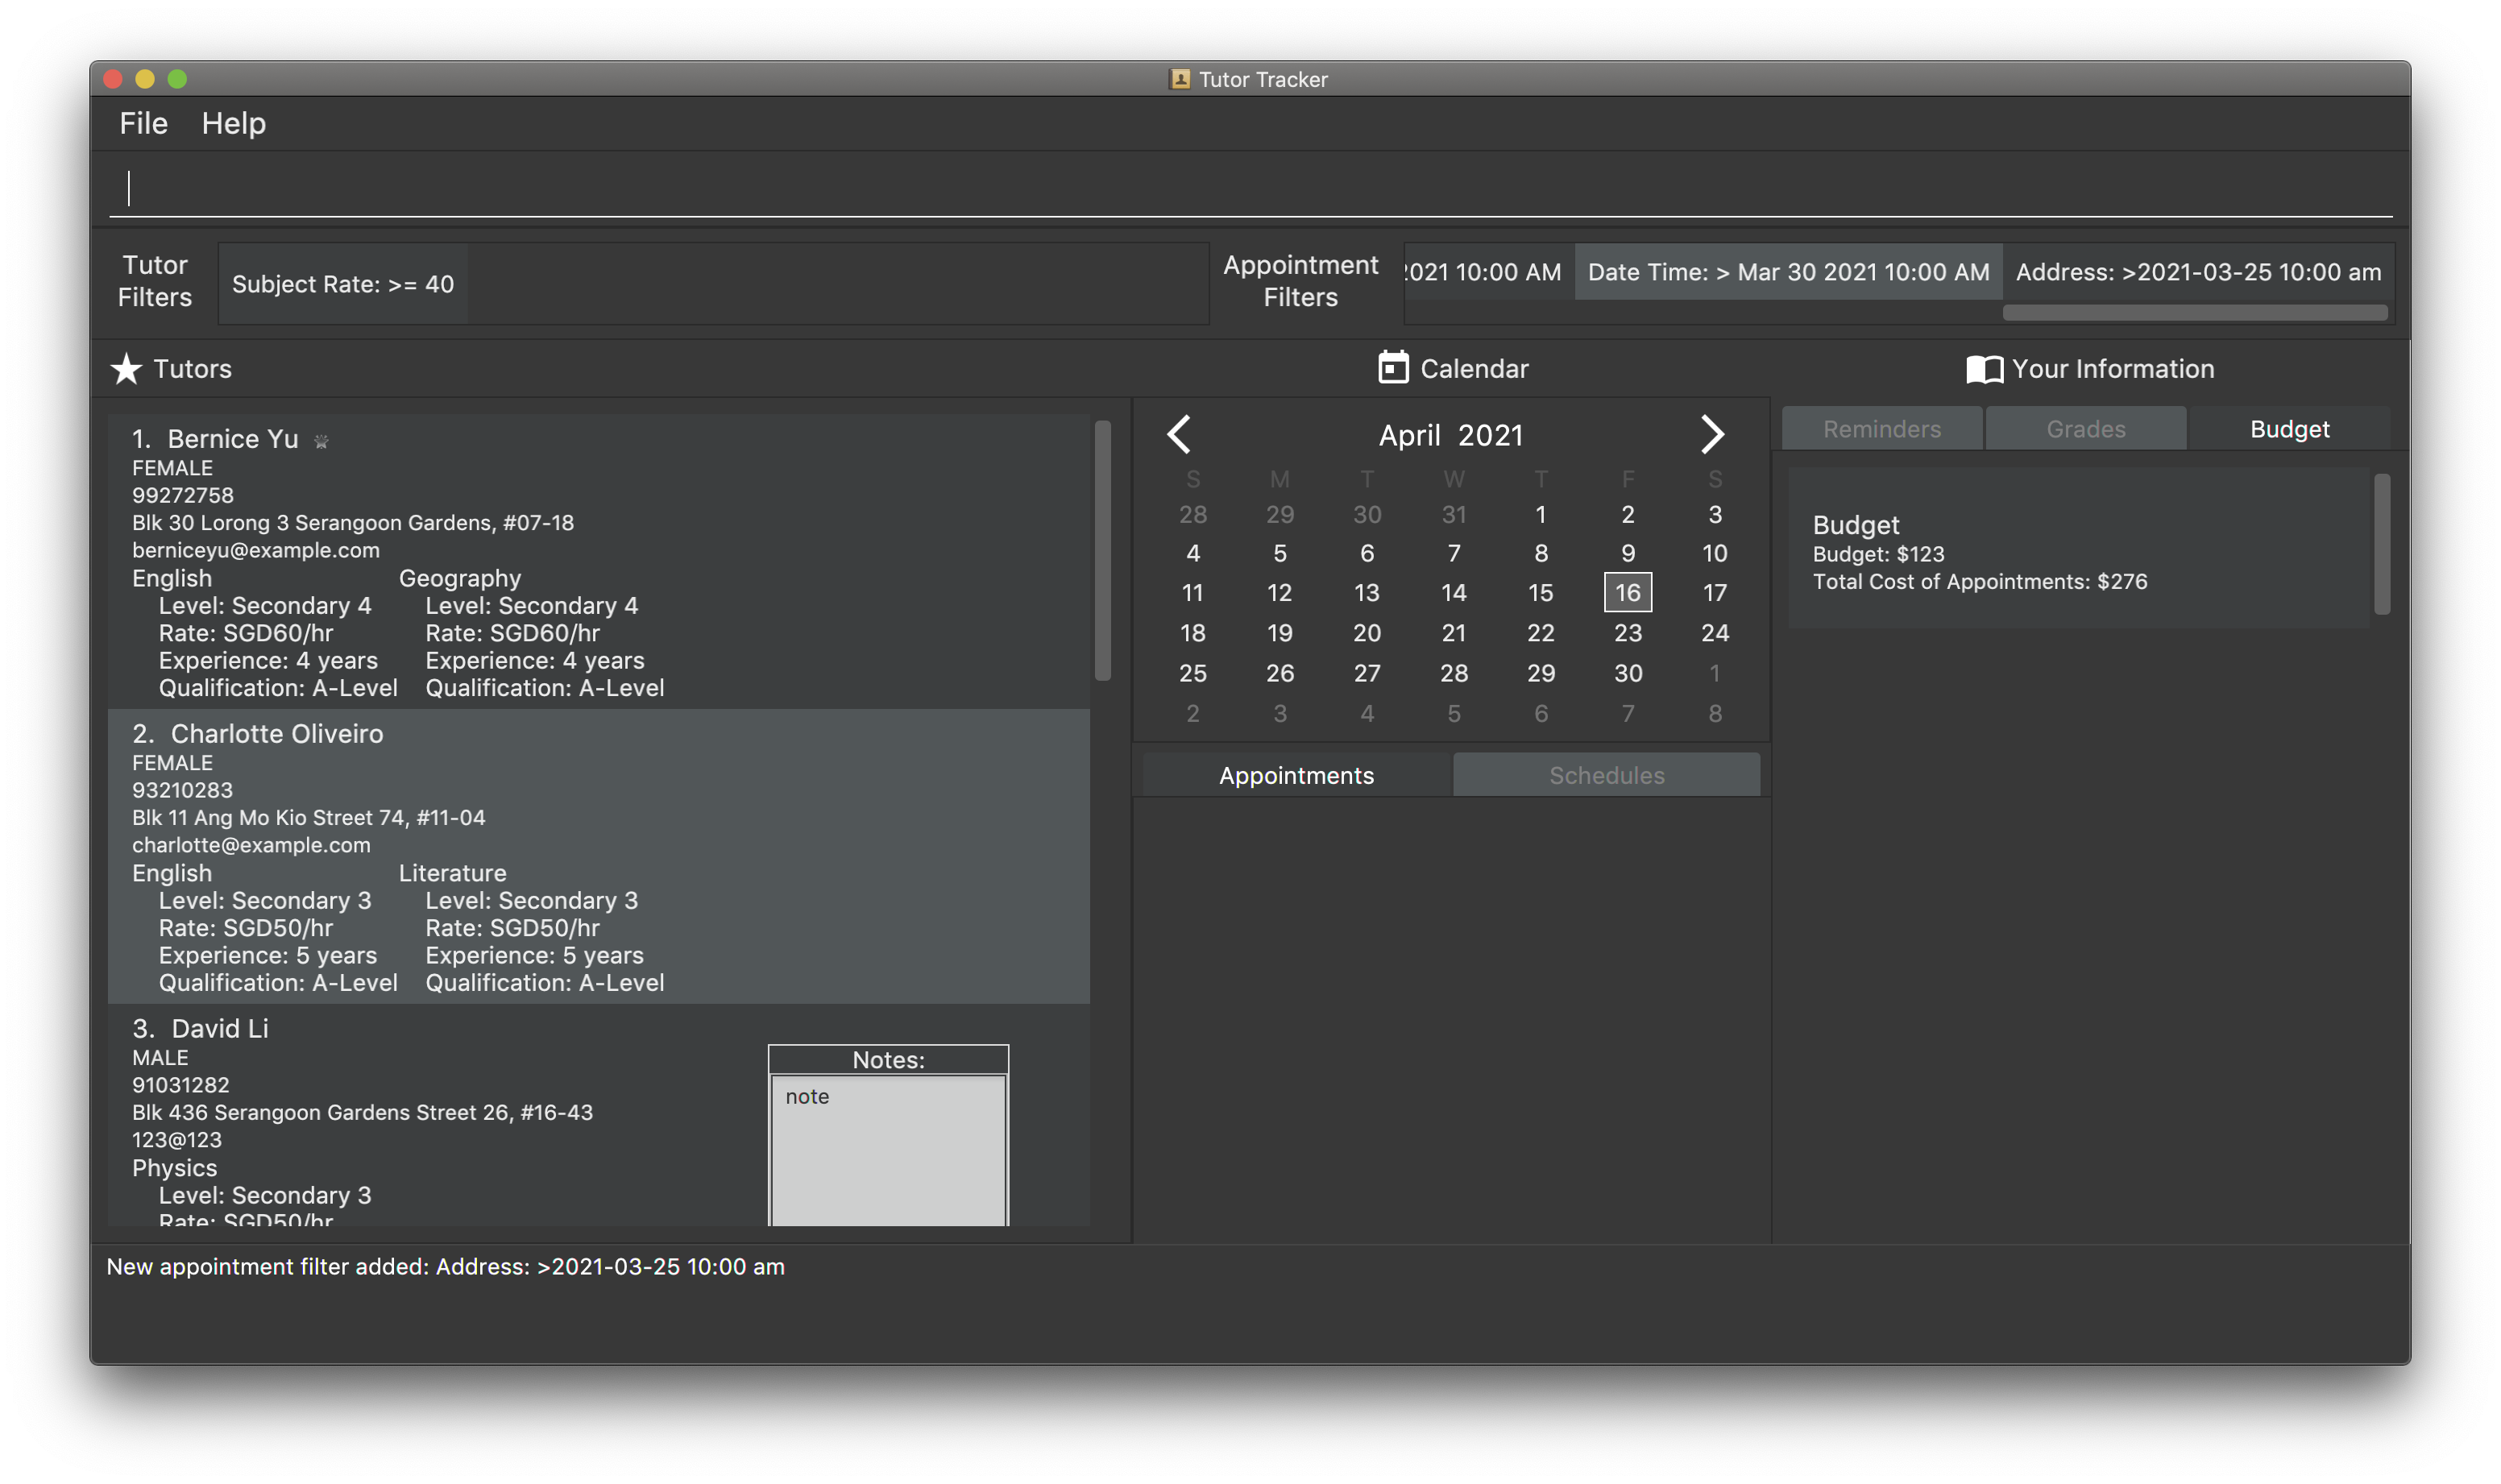 Tutor Tracker
File Help
Tutor Filters
Subject Rate: >= 40
Appointment Filters
2021 10:00 AM
Date Time: > Mar 30 2021 10:00 AM
Address: >2021-03-25 10:00 am
Tutors
1. Bernice Yu
FEMALE
99272758
Blk 30 Lorong 3 Serangoon Gardens, #07-18
berniceyu@example.com
English Geography
Level: Secondary 4 Level: Secondary 4
Rate: SGD60/hr Rate: SGD60/hr
Experience: 4 years Experience: 4 years
Qualification: A-Level Qualification: A-Level
2. Charlotte Oliveiro
FEMALE
93210283
Blk 11 Ang Mo Kio Street 74, #11-04
charlotte@example.com
English Literature
Level: Secondary 3 Level: Secondary 3
Rate: SGD50/hr Rate: SGD50/hr
Experience: 5 years Experience: 5 years
Qualification: A-Level Qualification: A-Level
3. David Li
MALE
91031282
Blk 436 Serangoon Gardens Street 26, #16-43
123@123
Physics
Level: Secondary 3
Rate: SGD50/hr
Notes:
note
Calendar
April 2021
S M T W T F S
28 29 30 31 1 2 3
4 5 6 7 8 9 10
11 12 13 14 15 16 17
18 19 20 21 22 23 24
25 26 27 28 29 30 1
2 3 4 5 6 7 8
Appointments Schedules
Your Information
Reminders Grades Budget
Budget
Budget: $123
Total Cost of Appointments: $276
New appointment filter added: Address: >2021-03-25 10:00 am